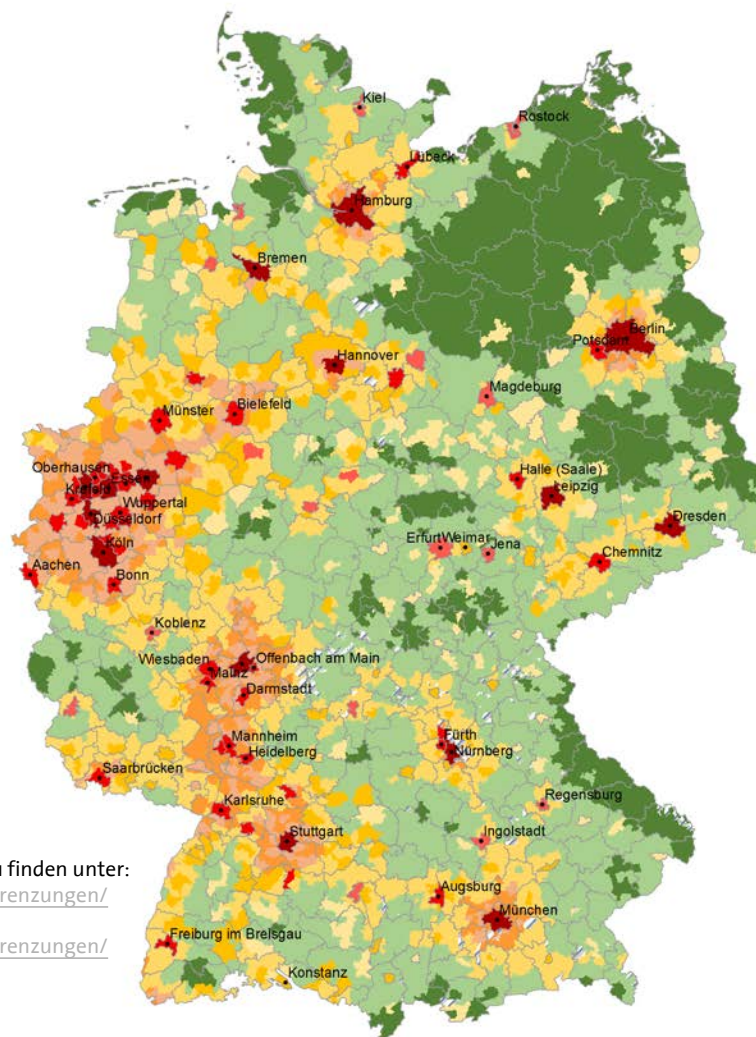 Kiel
Rostock
Lübeck
Hamburg
Bremen
Berlin
Potsdam
Hannover
Magdeburg
Münster
Bielefeld
Oberhausen
Essen
Krefeld
Wuppertal
Düsseldorf
Halle (Saale)
Leipzig
Dresden
Köln
Erfurt
Weimar
Jena
Chemnitz
Aachen
Bonn
Koblenz
Wiesbaden
Offenbach am Main
Mainz
Darmstadt
Mannheim
Heidelberg
Fürth
Nürnberg
Saarbrücken
Karlsruhe
Regensburg
Stuttgart
Ingolstadt
finden unter:
renzungen/
Augsburg
München
Freiburg im Breisgau
renzungen/
Konstanz